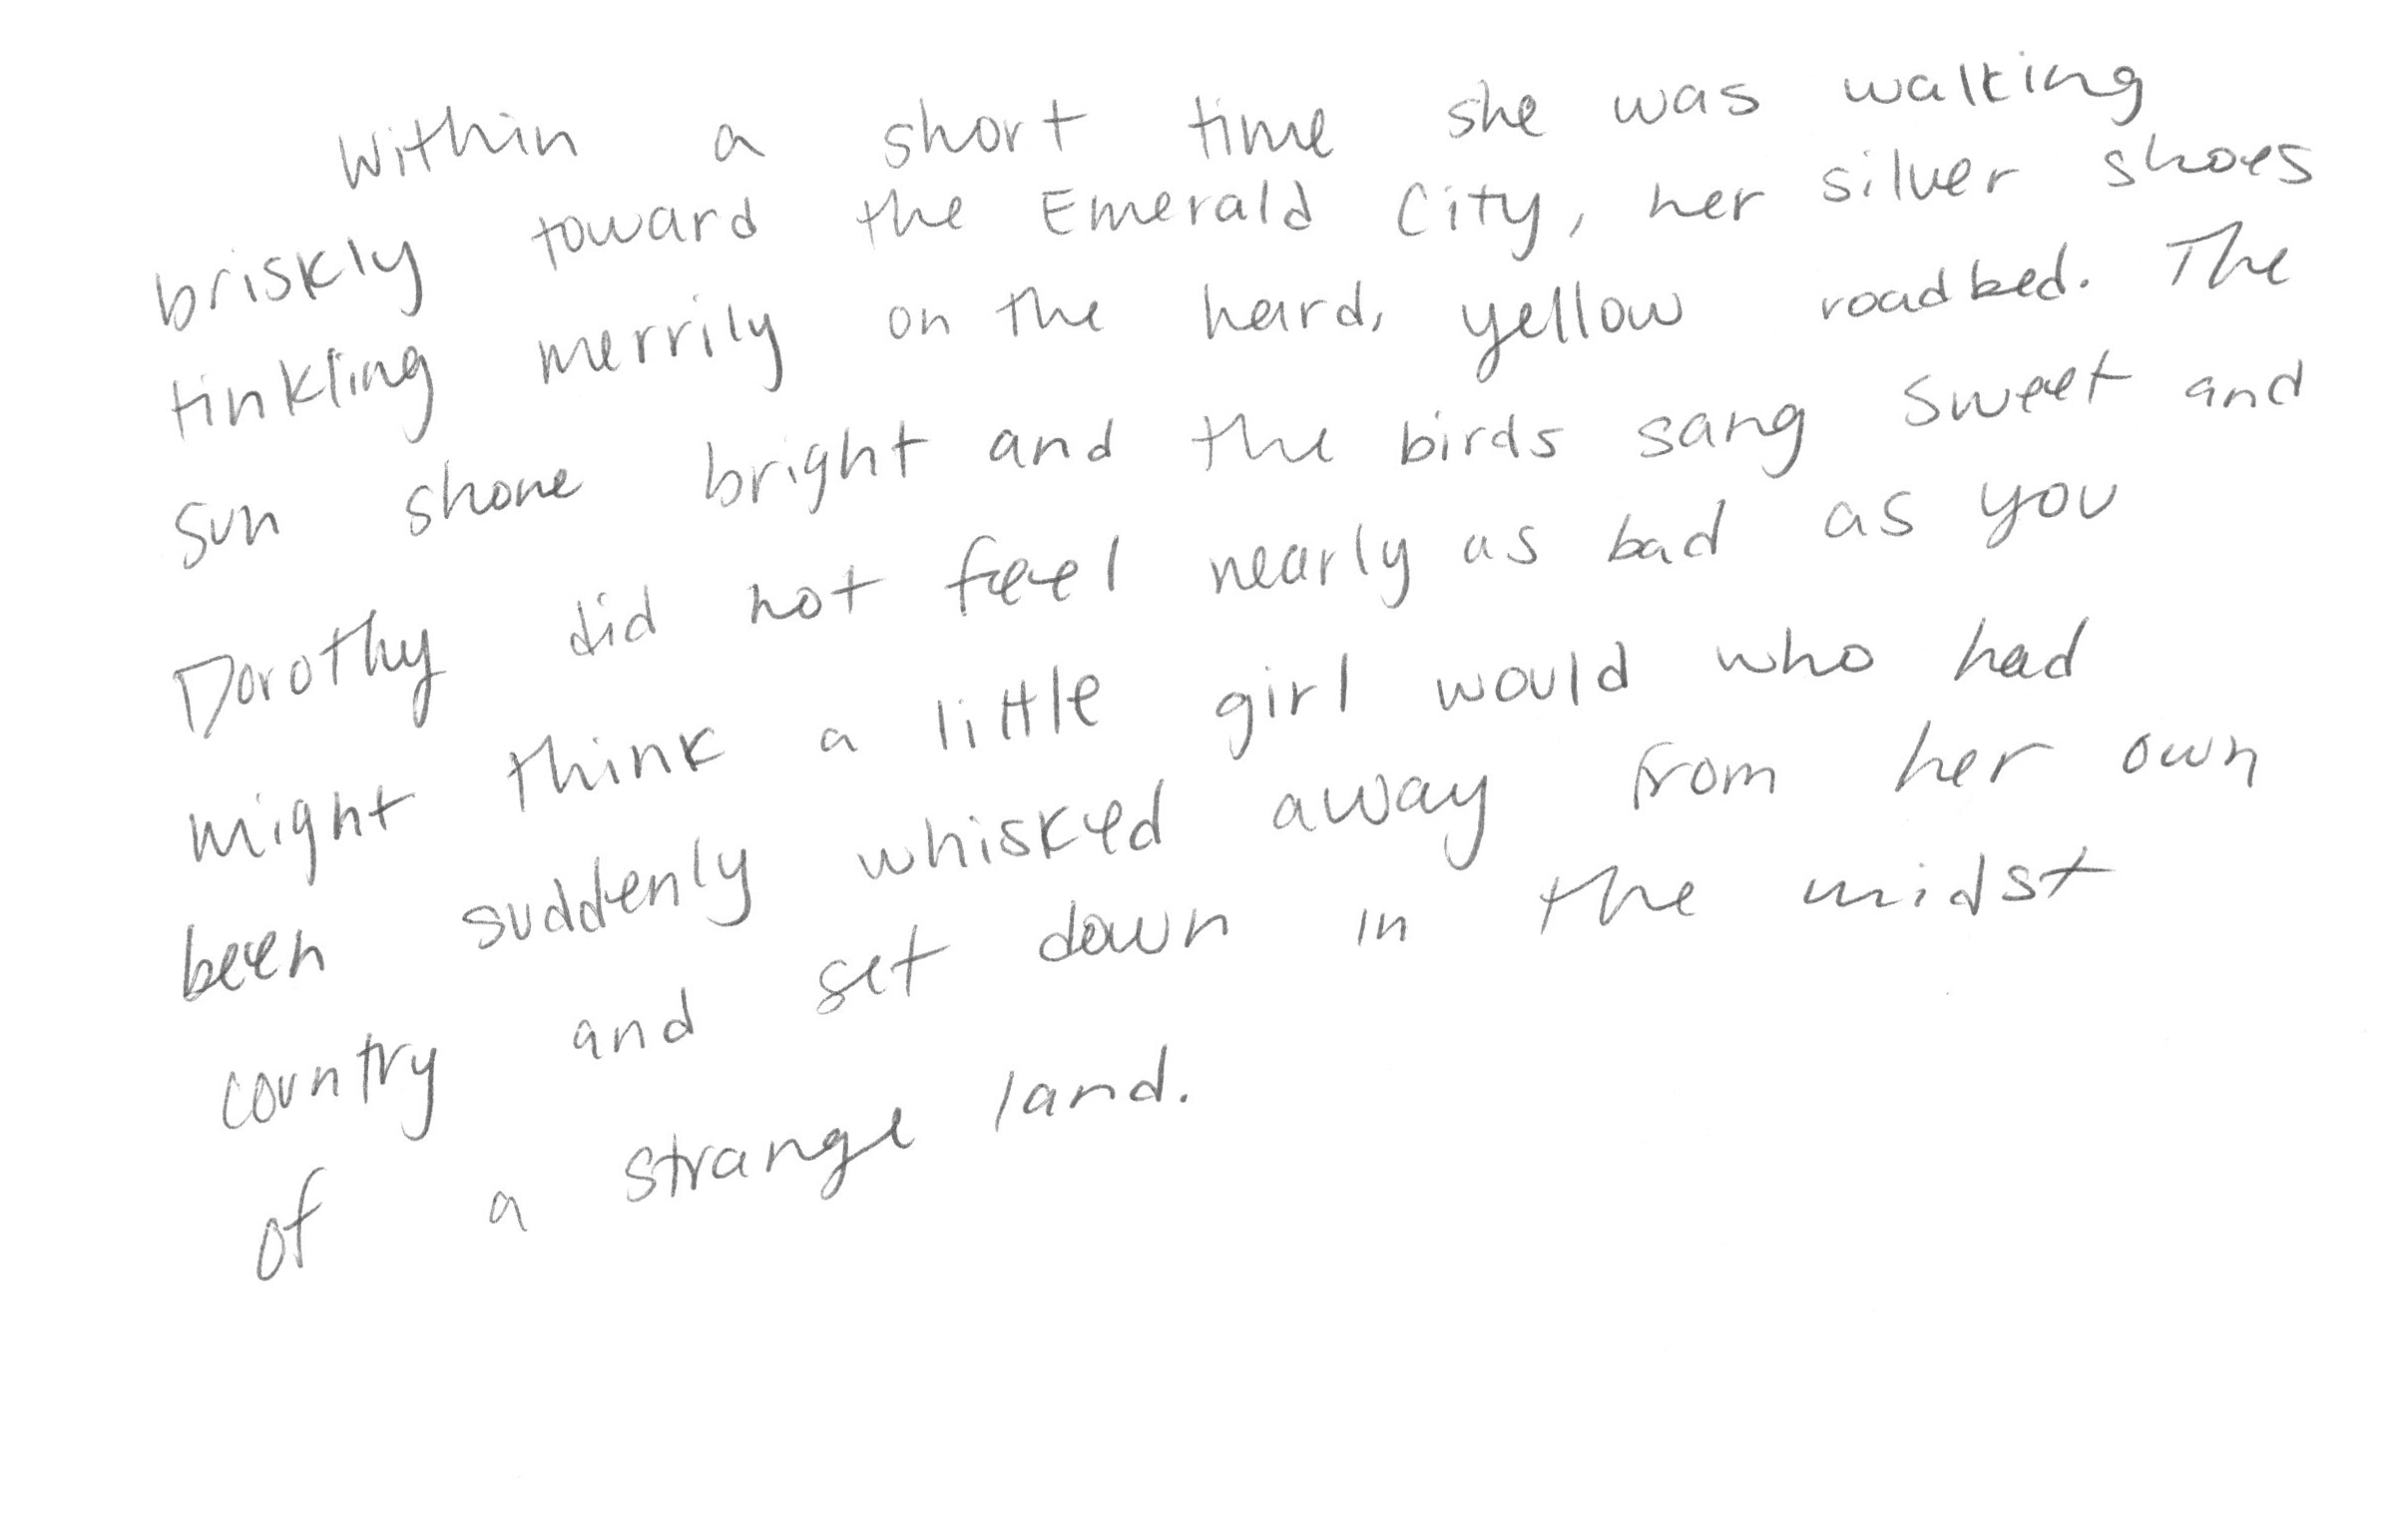 Within a short time she was walking
briskly toward the Emerald City, her silver shoes
tinkling merrily on the hard, yellow roadbed. The
sun shone bright and the birds sang sweet and
Dorothy did not feel nearly as bad as you
might think a little girl would who had
been suddenly whisked away from her own
country and set down in the midst
of a strange land.